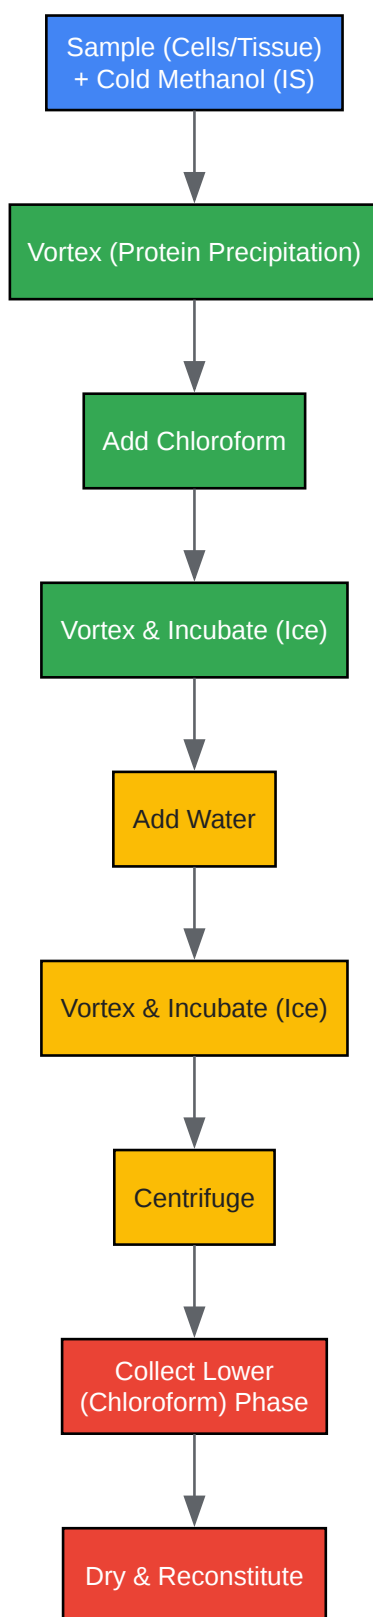 Sample (Cells/Tissue)
+ Cold Methanol (IS)
Vortex (Protein Precipitation)
Add Chloroform
Vortex & Incubate (Ice)
Add Water
Vortex & Incubate (Ice)
Centrifuge
Collect Lower
(Chloroform) Phase
Dry & Reconstitute